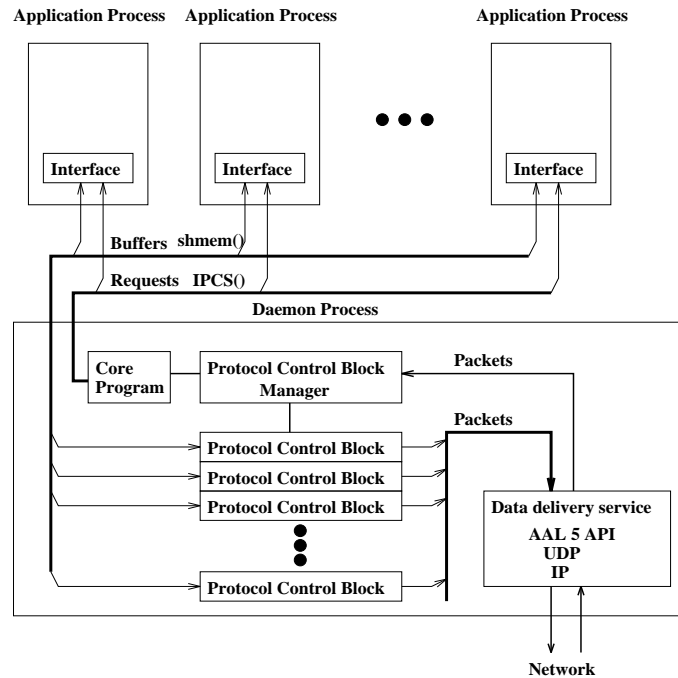 Application Process Application Process Application Process
Interface Interface Interface
Buffers shmem()
Requests IPCS()
Daemon Process
Core
Program
Protocol Control Block
Manager
Packets
Packets
Protocol Control Block
Protocol Control Block
Protocol Control Block
Protocol Control Block
Data delivery service
AAL 5 API
UDP
IP
Network